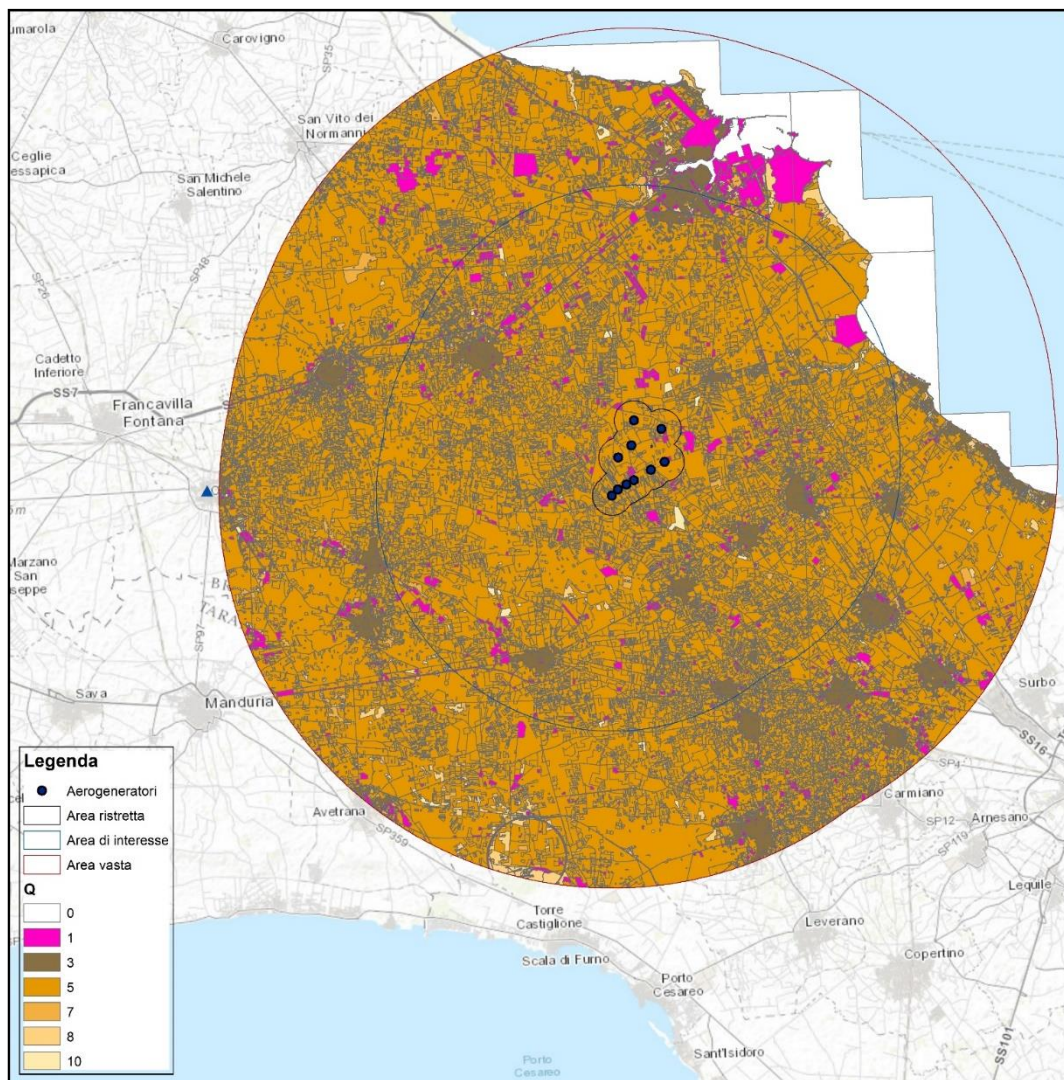 Carovigno
SP35
San Vito dei
Normanni
Ceglie
San Michele
Salentino
SP48
SP26
Cadetto
Inferiore
SS7
Francavilla
Fontana
Marzano
San
TARA
SP97
Sava
Manduria
Surbo
SS16
Legenda
Aerogeneratori
Area ristretta
Area di interesse
Area vasta
Q
0
1
3
5
7
8
10
Avetrana
SP359
Carmiano
SP12
Arnesano
SP119
Lequile
Torre
Castiglione
Leverano
Scala di Furno
Copertino
Porto
Cesareo
SS101
Sant'Isidoro
Porto
Cesareo